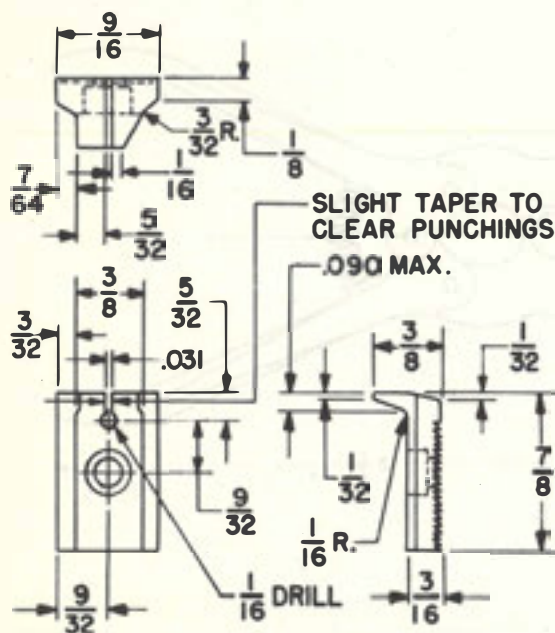 9/16
3/32 R.
1/8
7/64
1/16
5/32
SLIGHT TAPER TO
CLEAR PUNCHINGS
.090 MAX.
3/8
5/32
3/32
.031
3/8
1/32
9/32
1/32
7/8
1/16 R.
1/16 DRILL
3/16
9/32